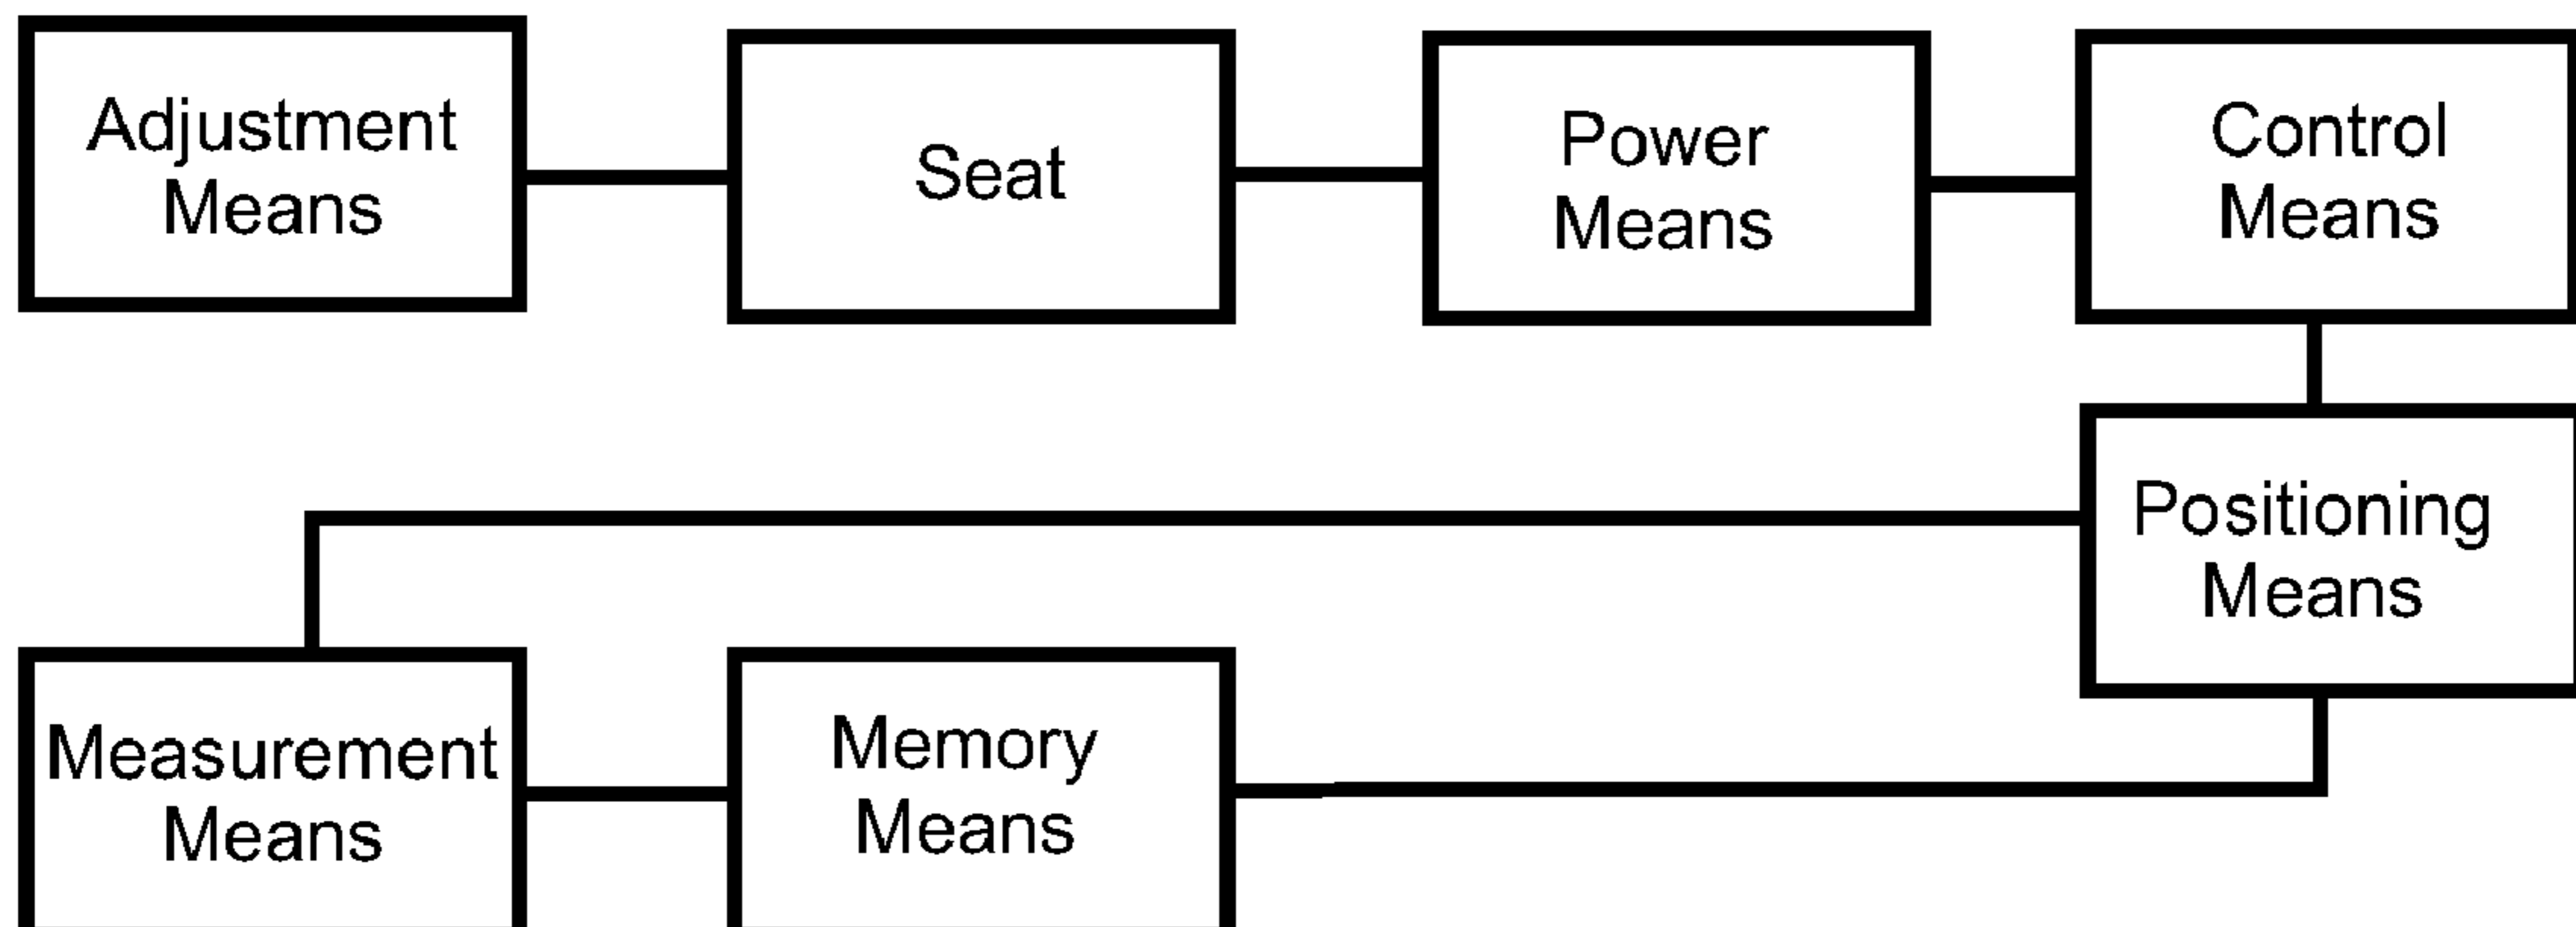 Adjustment
Means
Seat
Power
Means
Control
Means
Positioning
Means
Measurement
Means
Memory
Means